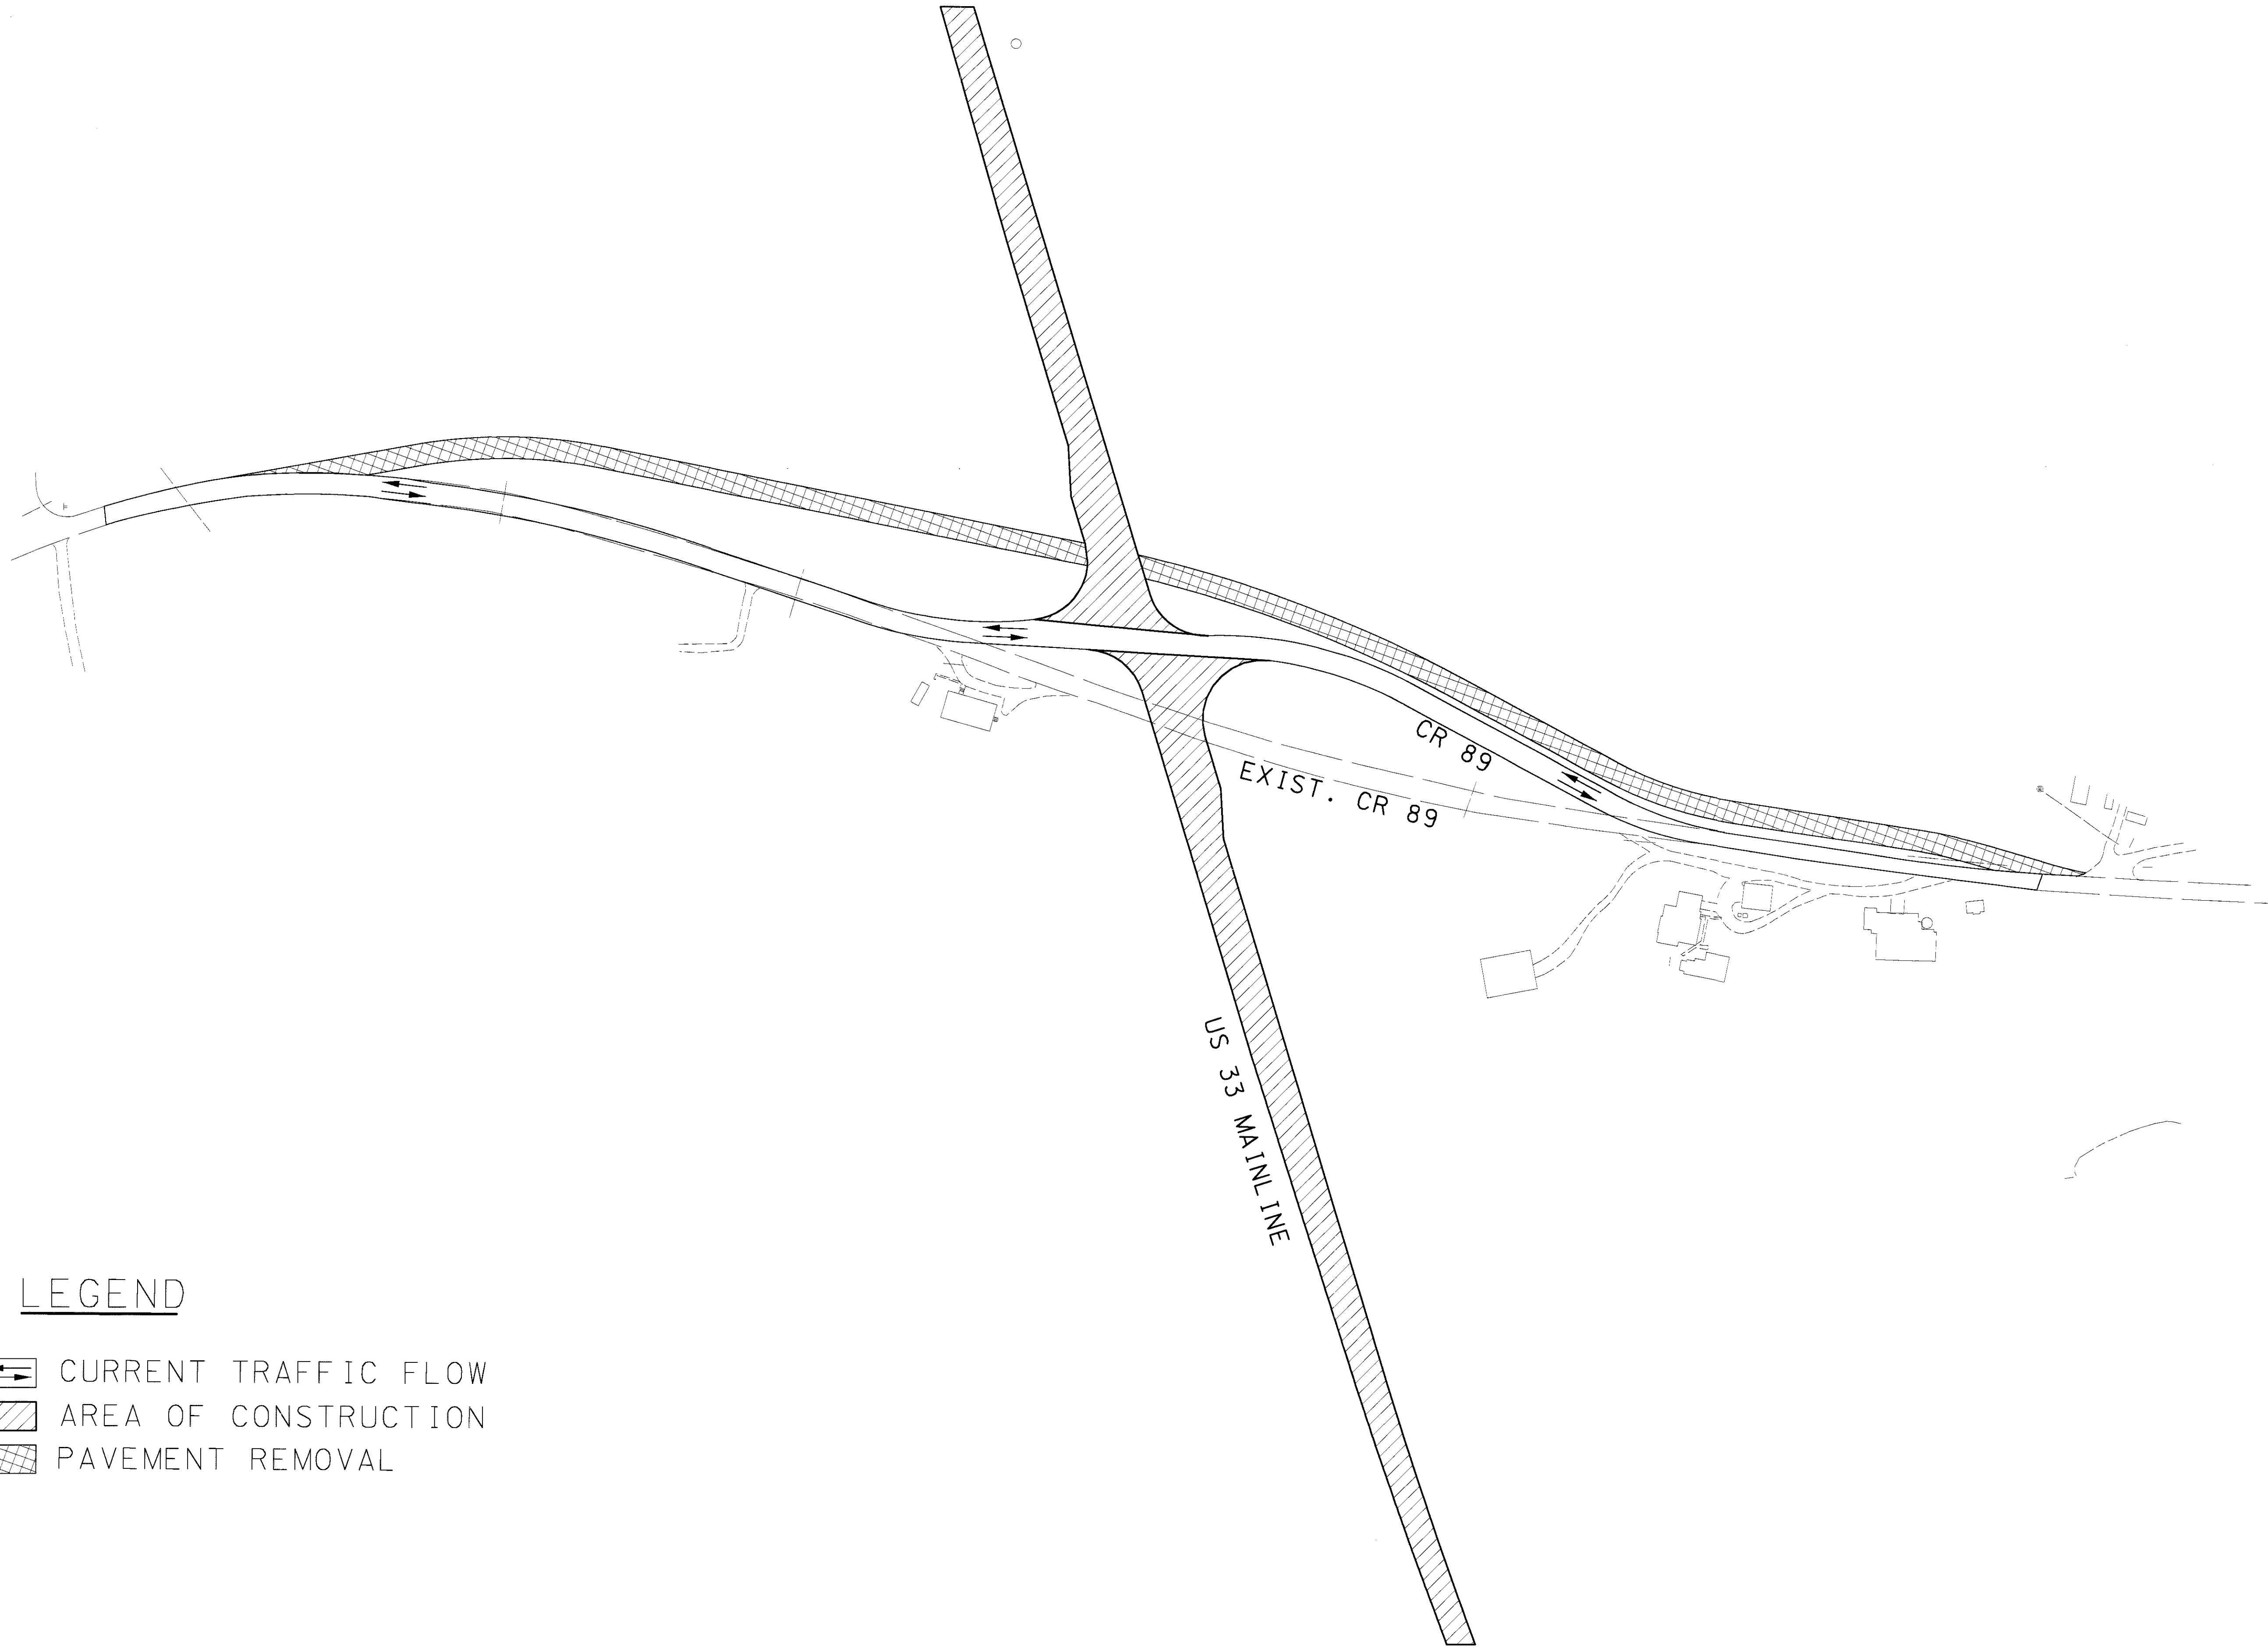 CR 89
EXIST. CR 89
US 33 MAINLINE
LEGEND
CURRENT TRAFFIC FLOW
AREA OF CONSTRUCTION
PAVEMENT REMOVAL